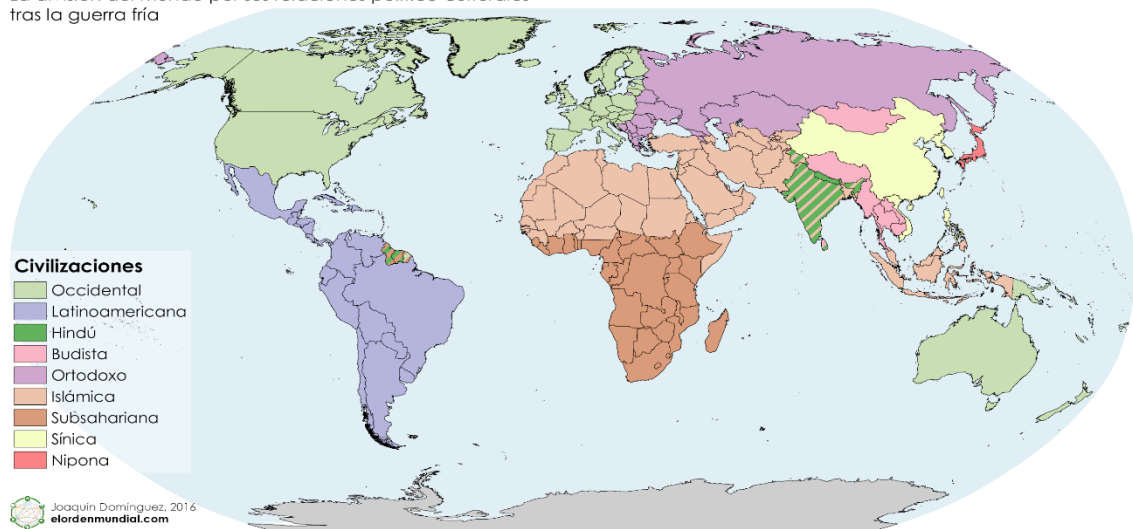 tras la guerra fría
Civilizaciones
Occidental
Latinoamericana
Hindú
Budista
Ortodoxo
Islámica
Subsahariana
Sínica
Nipona
Joaquín Domínguez, 2016
elordenmundial.com